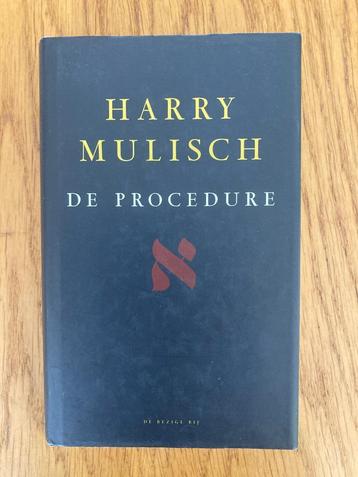 HARRY
MULISCH
DE PROCEDURE
א
DE BEZIGE BIJ